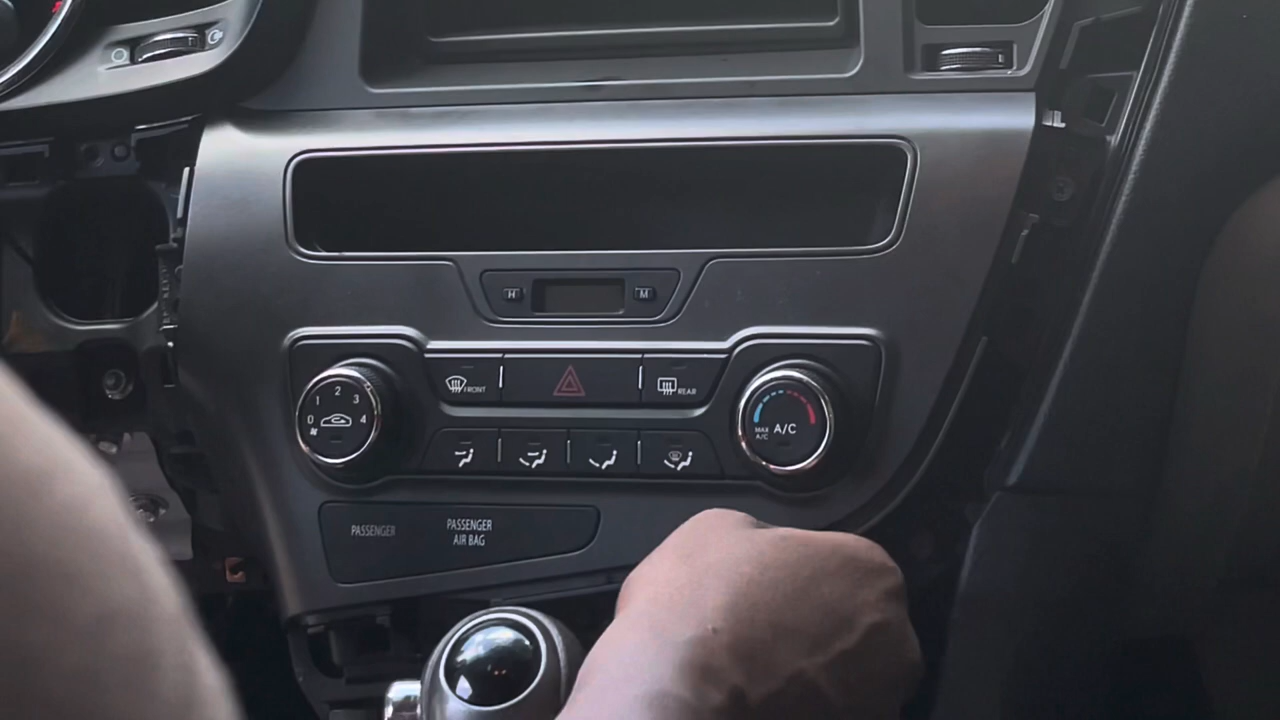 H
M
FRONT
REAR
2
1 3
0 4
MAX
A/C
A/C
PASSENGER
PASSENGER
AIR BAG